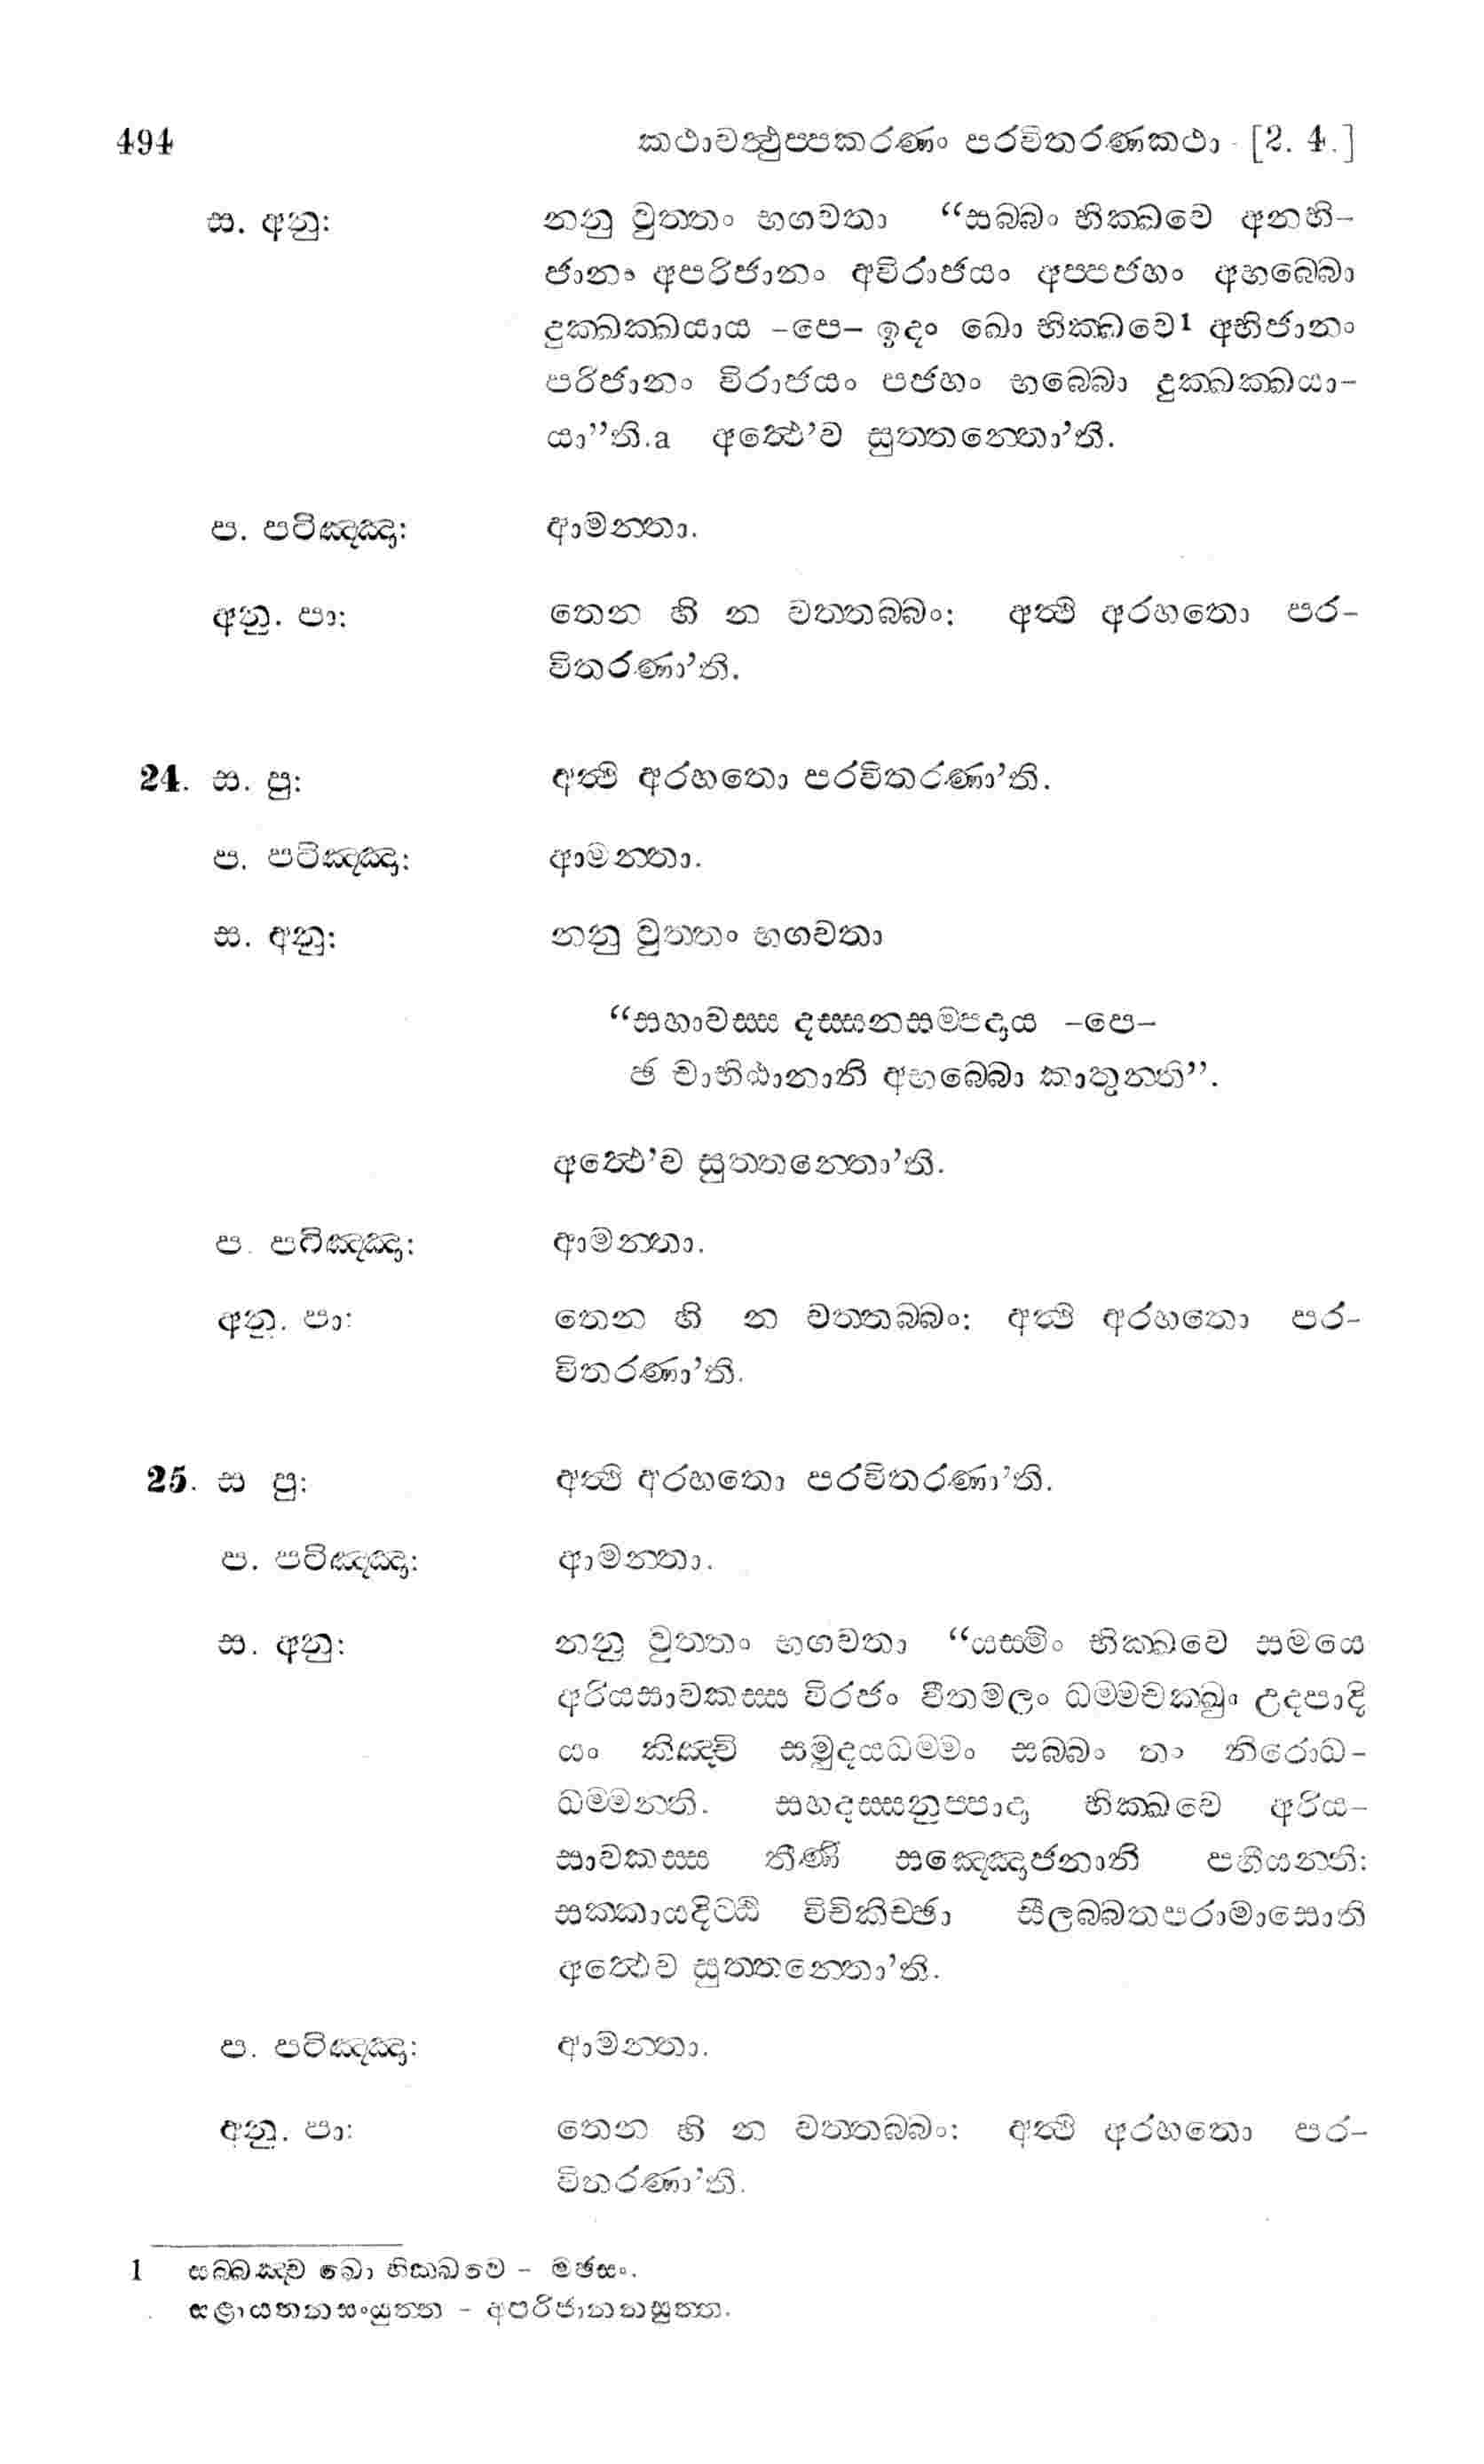 494 කථාවත්‍ථුප්පකරණං පරවිතරණකථා [2. 4.]
ස. අනු: නනු වුත්තං භගවතා “සබ්බං භික්ඛවෙ අනභි-
ජානං අපරිජානං අවිරාජයං අප්පජහං අභබ්බො
දුක්ඛක්ඛයාය -පෙ- ඉදං ඛො භික්ඛවෙ1 අභිජානං
පරිජානං විරාජයං පජහං භබ්බො දුක්ඛක්ඛයා-
යා”ති.a අත්‍ථෙ’ව සුත්තන්තො’ති.
ප. පටිඤ්ඤා: ආමන්තා.
අනු. පා: තෙන හි න වත්තබ්බං: අත්‍ථි අරහතො පර-
විතරණා’ති.
24. ස. පු: අත්‍ථි අරහතො පරවිතරණා’ති.
ප. පටිඤ්ඤා: ආමන්තා.
ස. අනු: නනු වුත්තං භගවතා
“සහාවස්ස දස්සනසම්පදාය -පෙ-
ඡ චාභිඨානානි අභබ්බො කාතුන්ති”.
අත්‍ථෙ’ව සුත්තන්තො’ති.
ප. පටිඤ්ඤා: ආමන්තා.
අනු. පා: තෙන හි න වත්තබ්බං: අත්‍ථි අරහතො පර-
විතරණා’ති.
25. ස පු: අත්‍ථි අරහතො පරවිතරණා’ති.
ප. පටිඤ්ඤා: ආමන්තා.
ස. අනු: නනු වුත්තං භගවතා “යස්මිං භික්ඛවෙ සමයෙ
අරියසාවකස්ස විරජං වීතමලං ධම්මචක්ඛුං උදපාදි
යං කිඤ්චි සමුදයධම්මං සබ්බං තං නිරොධ-
ධම්මන්ති. සහදස්සනුප්පාදා භික්ඛවෙ අරිය-
සාවකස්ස තීණි සඤ්ඤොජනානි පහීයන්ති:
සක්කායදිට්ඨි විචිකිච්ඡා සීලබ්බතපරාමාසොති
අත්‍ථෙව සුත්තන්තො’ති.
ප. පටිඤ්ඤා: ආමන්තා.
අනු. පා: තෙන හි න වත්තබ්බං: අත්‍ථි අරහතො පර-
විතරණා’ති.
1 සබ්බඤ්ච ඛො භික්ඛවෙ - මඡසං.
සළායතනසංයුත්ත - අපරිජානනසුත්ත.